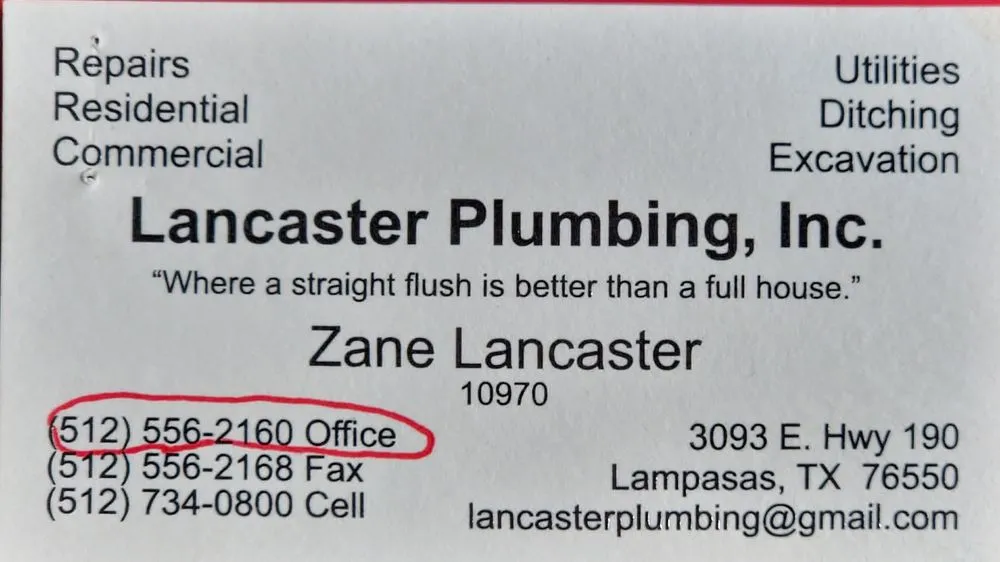 Repairs
Residential
Commercial
Utilities
Ditching
Excavation
Lancaster Plumbing, Inc.
“Where a straight flush is better than a full house.”
Zane Lancaster
10970
(512) 556-2160 Office
(512) 556-2168 Fax
(512) 734-0800 Cell
3093 E. Hwy 190
Lampasas, TX 76550
lancasterplumbing@gmail.com